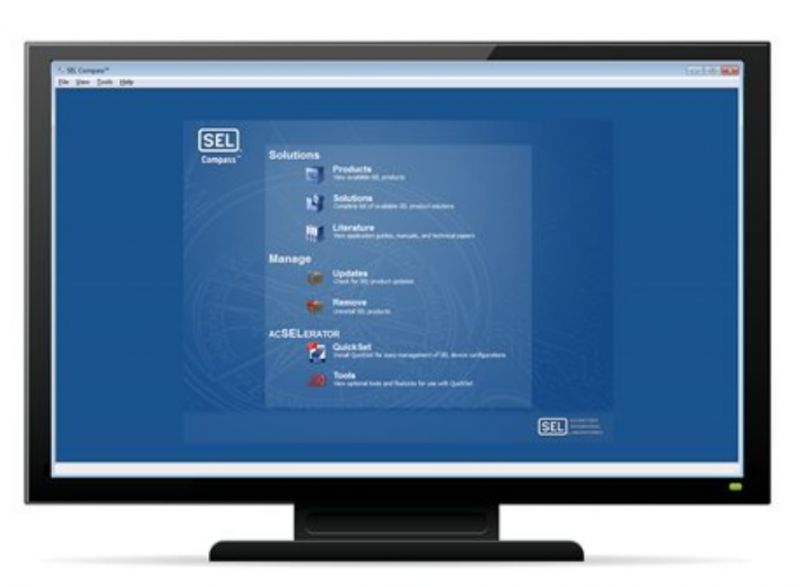 SEL Compass™
File View Tools Help
SEL
Compass™
Solutions
Products
View available SEL products
Solutions
Complete list of available SEL product solutions
Literature
View application guides, manuals, and technical papers
Manage
Updates
Check for SEL product updates
Remove
Uninstall SEL products
ACSELERATOR
QuickSet
Install QuickSet for easy management of SEL device configurations
Tools
View optional tools and features for use with QuickSet
SEL